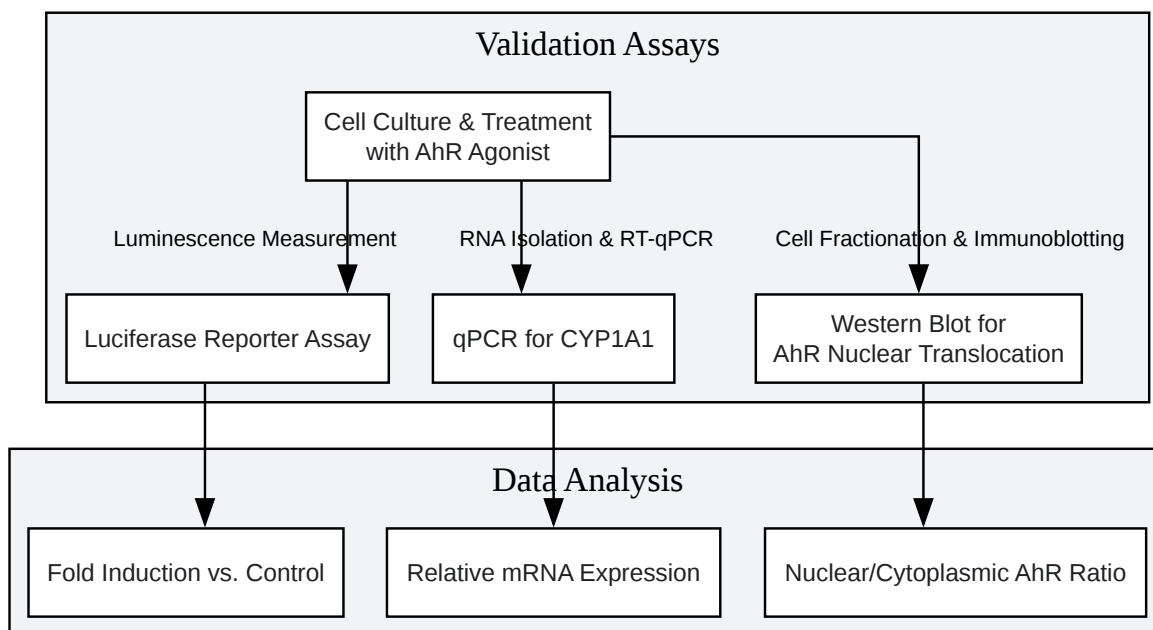 Validation Assays
Cell Culture & Treatment
with AhR Agonist
Luminescence Measurement
RNA Isolation & RT-qPCR
Cell Fractionation & Immunoblotting
Luciferase Reporter Assay
qPCR for CYP1A1
Western Blot for
AhR Nuclear Translocation
Data Analysis
Fold Induction vs. Control
Relative mRNA Expression
Nuclear/Cytoplasmic AhR Ratio